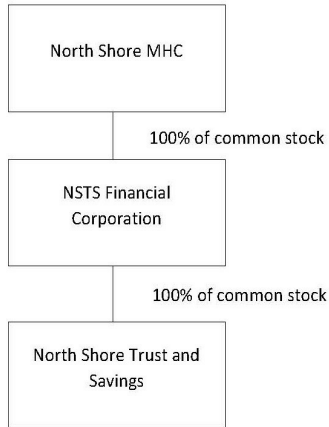 North Shore MHC
100% of common stock
NSTS Financial
Corporation
100% of common stock
North Shore Trust and
Savings